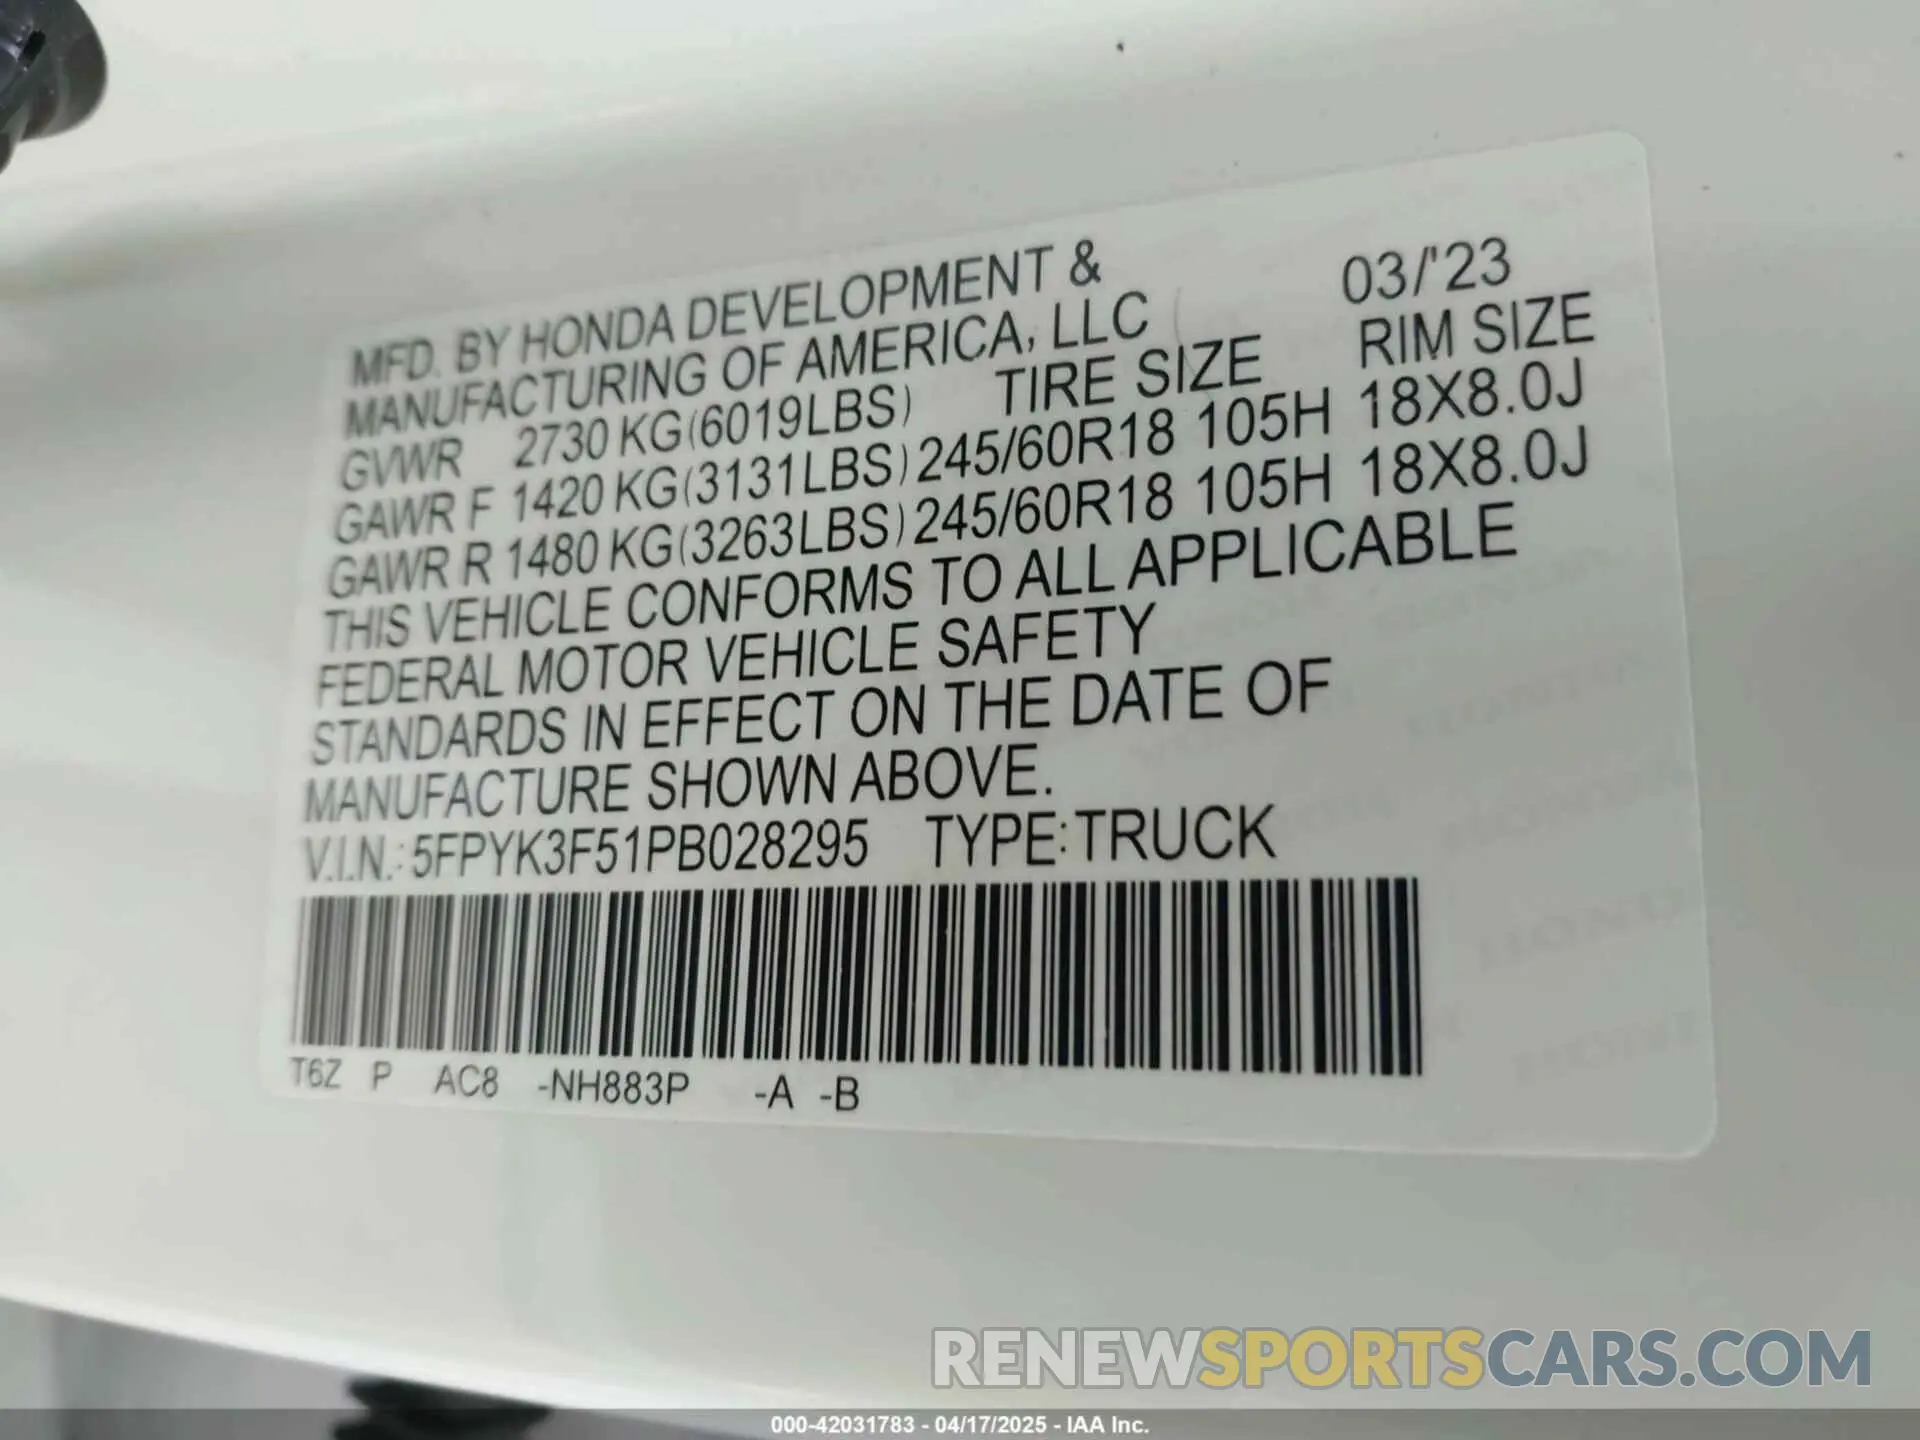 MFD. BY HONDA DEVELOPMENT & 03/'23
MANUFACTURING OF AMERICA, LLC
TIRE SIZE RIM SIZE
GVWR 2730 KG(6019LBS)
GAWR F 1420 KG(3131LBS) 245/60R18 105H 18X8.0J
GAWR R 1480 KG(3263LBS) 245/60R18 105H 18X8.0J
THIS VEHICLE CONFORMS TO ALL APPLICABLE
FEDERAL MOTOR VEHICLE SAFETY
STANDARDS IN EFFECT ON THE DATE OF
MANUFACTURE SHOWN ABOVE.
V.I.N.: 5FPYK3F51PB028295 TYPE: TRUCK
T6Z P AC8 -NH883P -A -B
RENEWSPORTSCARS.COM
000-42031783 - 04/17/2025 - IAA Inc.